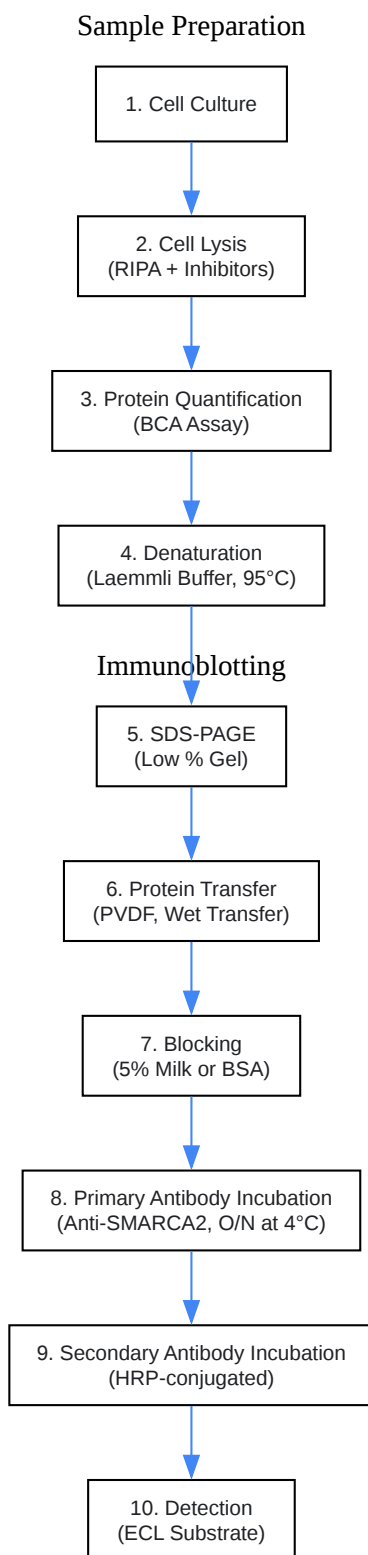 Sample Preparation
1. Cell Culture
2. Cell Lysis
(RIPA + Inhibitors)
3. Protein Quantification
(BCA Assay)
4. Denaturation
(Laemmli Buffer, 95°C)
Immunoblotting
5. SDS-PAGE
(Low % Gel)
6. Protein Transfer
(PVDF, Wet Transfer)
7. Blocking
(5% Milk or BSA)
8. Primary Antibody Incubation
(Anti-SMARCA2, O/N at 4°C)
9. Secondary Antibody Incubation
(HRP-conjugated)
10. Detection
(ECL Substrate)